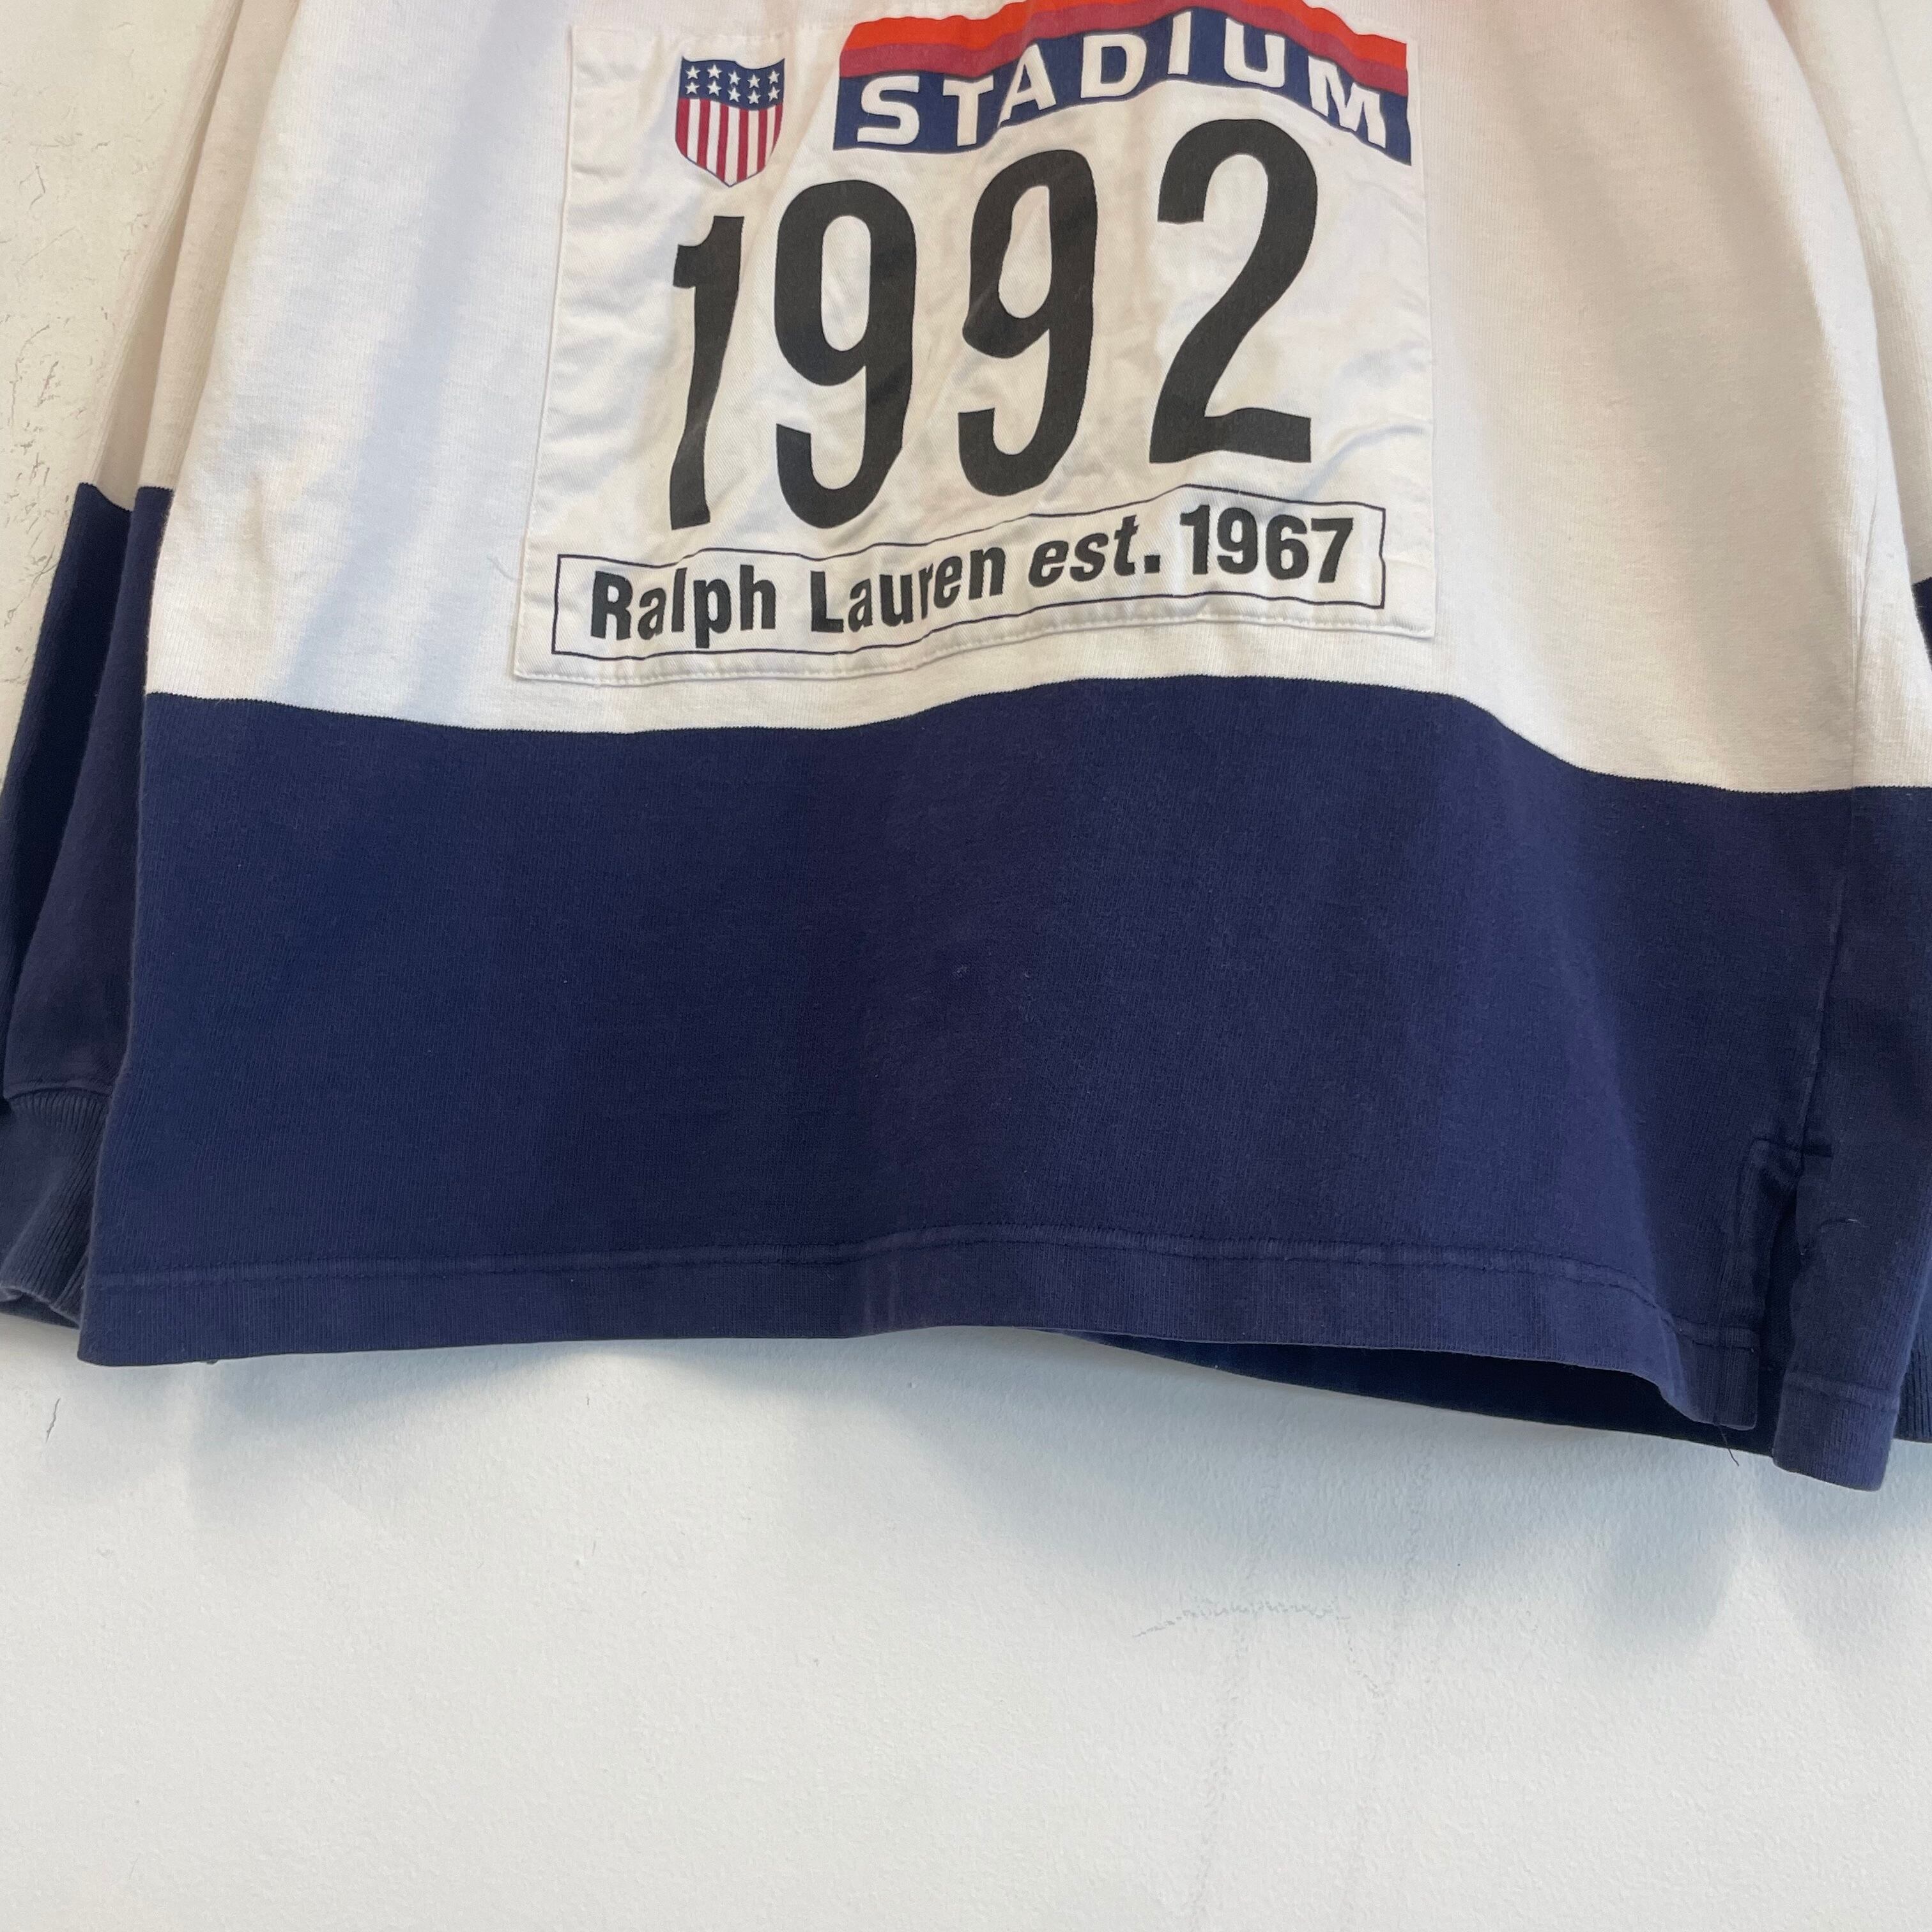 STADIUM
1992
Ralph Lauren est. 1967